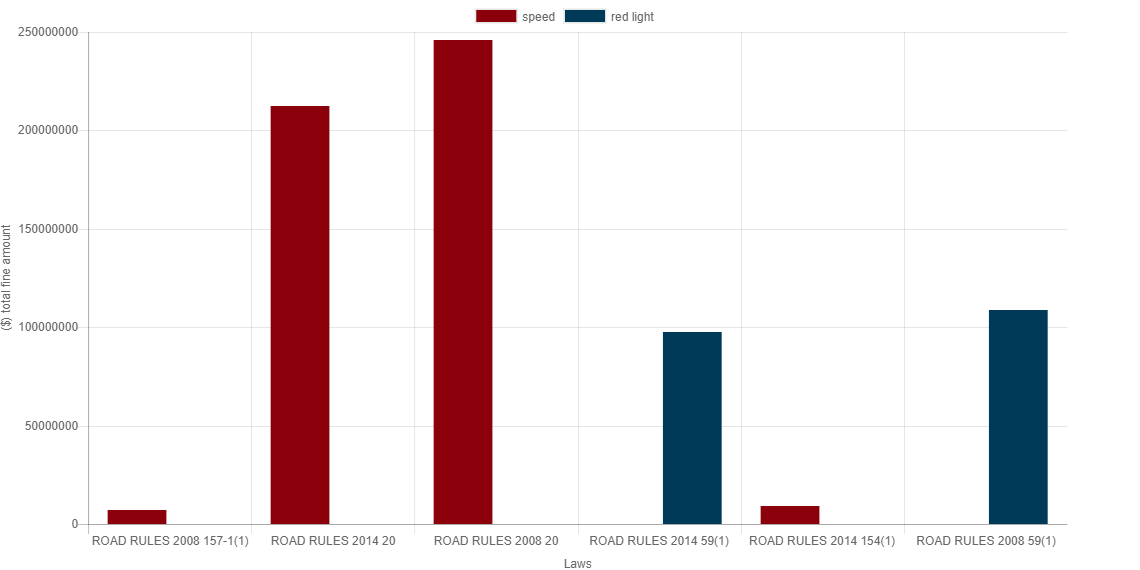 speed red light
250000000
200000000
150000000
100000000
50000000
0
($) total fine amount
ROAD RULES 2008 157-1(1) ROAD RULES 2014 20 ROAD RULES 2008 20 ROAD RULES 2014 59(1) ROAD RULES 2014 154(1) ROAD RULES 2008 59(1)
Laws